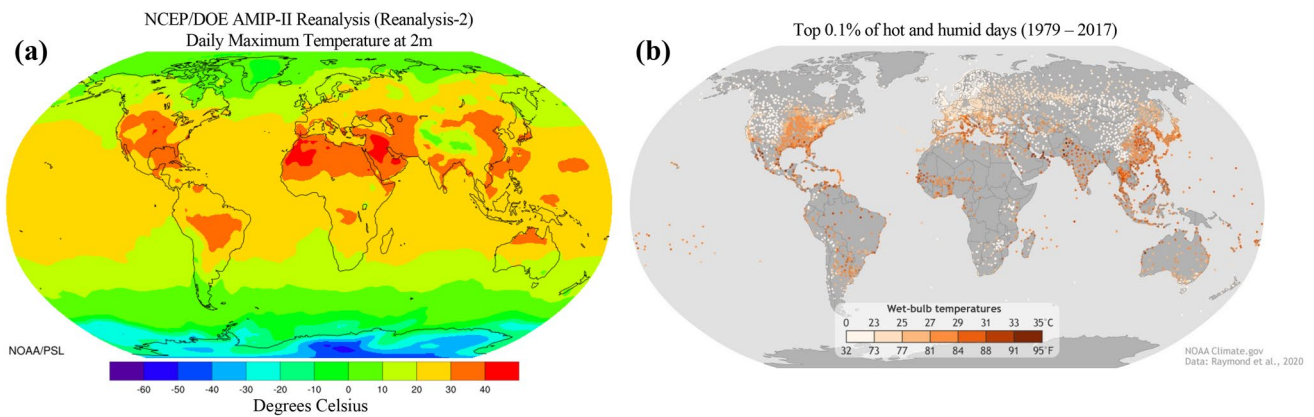 NCEP/DOE AMIP-II Reanalysis (Reanalysis-2)
Daily Maximum Temperature at 2m
(a)
NOAA/PSL
-60 -50 -40 -30 -20 -10 0 10 20 30 40
Degrees Celsius
(b)
Top 0.1% of hot and humid days (1979 – 2017)
Wet-bulb temperatures
0 23 25 27 29 31 33 35°C
32 73 77 81 84 88 91 95°F
NOAA Climate.gov
Data: Raymond et al., 2020